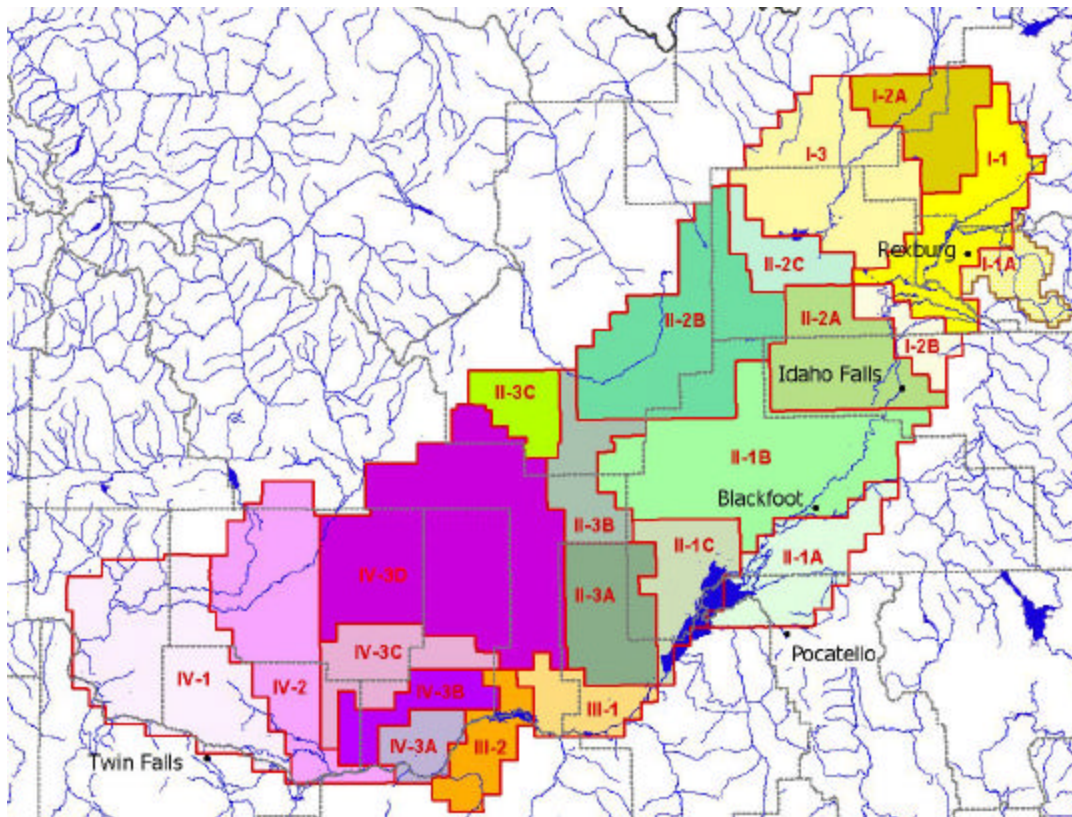 I-2A
I-3
I-1
Rexburg
I-1A
II-2C
II-2B
II-2A
I-2B
Idaho Falls
II-3C
II-1B
Blackfoot
II-3B
II-1C
II-1A
IV-3D
II-3A
Pocatello
IV-3C
IV-1
IV-2
IV-3B
III-1
IV-3A
III-2
Twin Falls